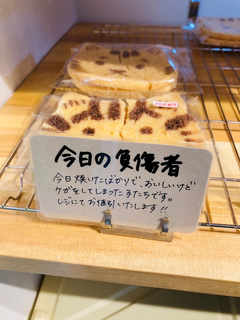 今日の負傷者
今日焼いたばかりで、おいしいけど
ケガをしてしまった子たちです。
レジにてお値引いたします!!